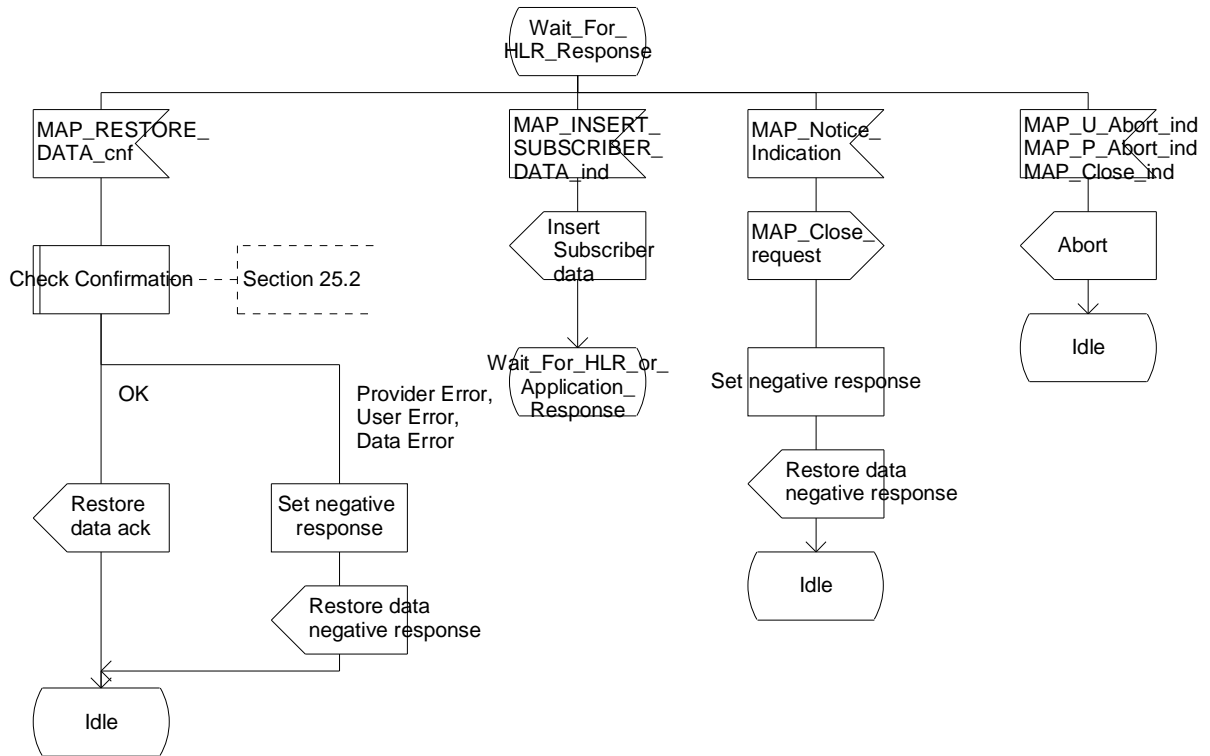 Wait_For_
HLR_Response
MAP_RESTORE_
DATA_cnf
MAP_INSERT_
SUBSCRIBER_
DATA_ind
MAP_Notice_
Indication
MAP_U_Abort_ind
MAP_P_Abort_ind
MAP_Close_ind
Check Confirmation
Section 25.2
Insert
Subscriber
data
MAP_Close_
request
Abort
Idle
Wait_For_HLR_or_
Application_
Response
Set negative response
OK
Provider Error,
User Error,
Data Error
Restore
data ack
Set negative
response
Restore data
negative response
Idle
Restore data
negative response
Idle